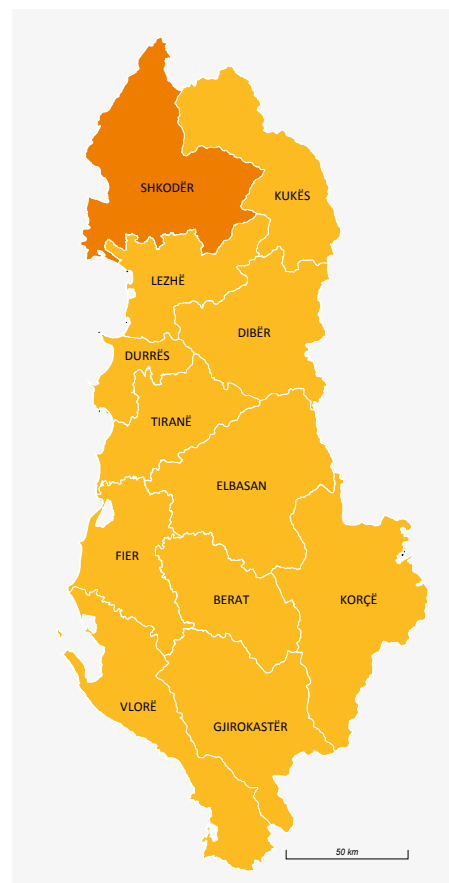 SHKODËR
KUKËS
LEZHË
DIBËR
DURRËS
TIRANË
ELBASAN
FIER
BERAT
KORÇË
VLORË
GJIROKASTËR
50 km